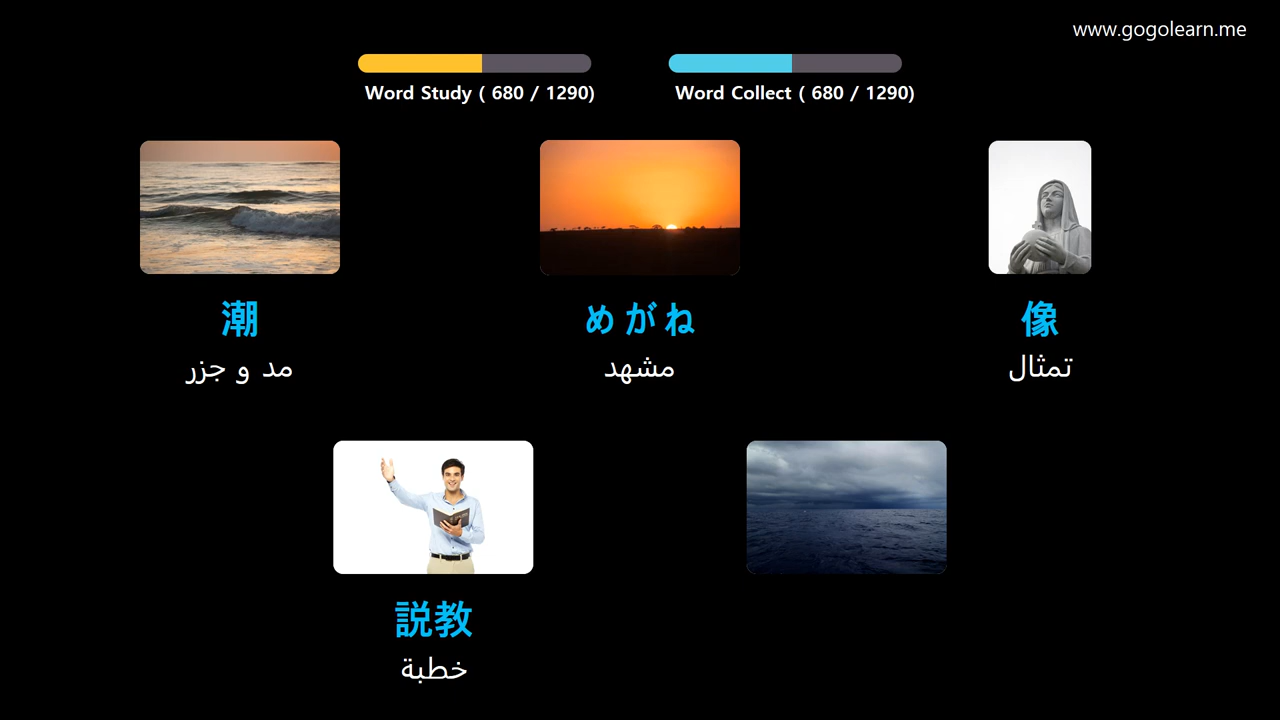 www.gogolearn.me
Word Study ( 680 / 1290)
Word Collect ( 680 / 1290)
潮
مد و جزر
めがね
مشهد
像
تمثال
説教
خطبة